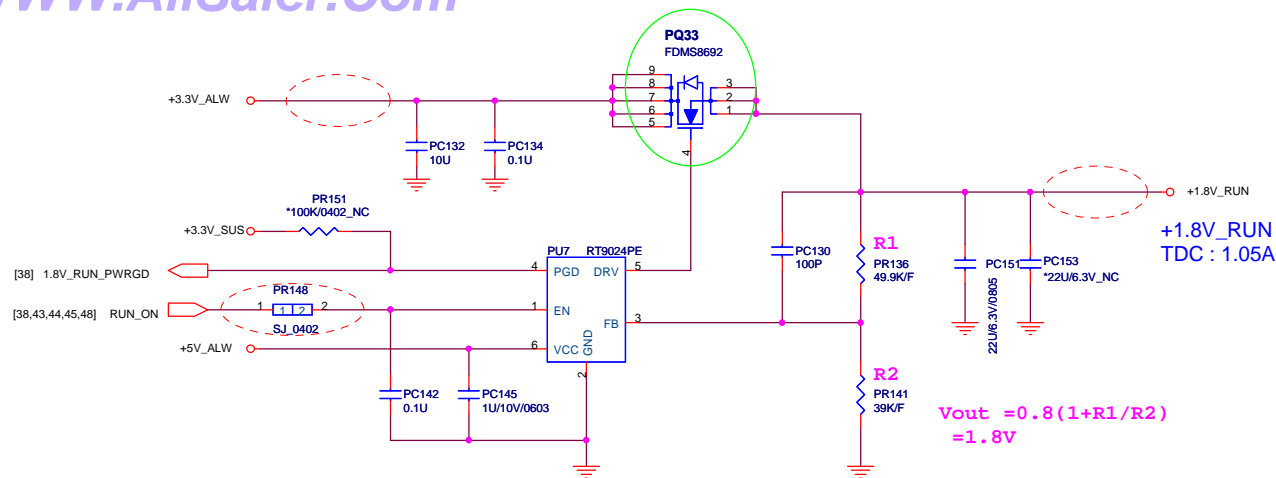 WWW.AliSaler.Com
PQ33
FDMS8692
9
8
7
6
5
3
2
1
4
+3.3V_ALW
PC132
10U
PC134
0.1U
PR151
*100K/0402_NC
+3.3V_SUS
[38] 1.8V_RUN_PWRGD
PR148
1 1 2 2
SJ_0402
[38,43,44,45,48] RUN_ON
+5V_ALW
PU7 RT9024PE
4 PGD DRV 5
1 EN
FB 3
6 VCC GND
2
PC142
0.1U
PC145
1U/10V/0603
PC130
100P
R1
PR136
49.9K/F
R2
PR141
39K/F
PC151
22U/6.3V/0805
PC153
*22U/6.3V_NC
+1.8V_RUN
+1.8V_RUN
TDC : 1.05A
Vout =0.8(1+R1/R2)
=1.8V